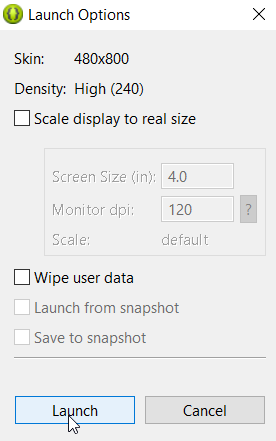 Launch Options
Skin: 480x800
Density: High (240)
Scale display to real size
Screen Size (in): 4.0
Monitor dpi: 120 ?
Scale: default
Wipe user data
Launch from snapshot
Save to snapshot
Launch Cancel